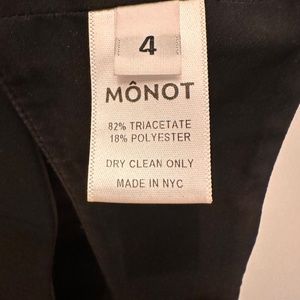 4
MÔNOT
82% TRIACETATE
18% POLYESTER
DRY CLEAN ONLY
MADE IN NYC